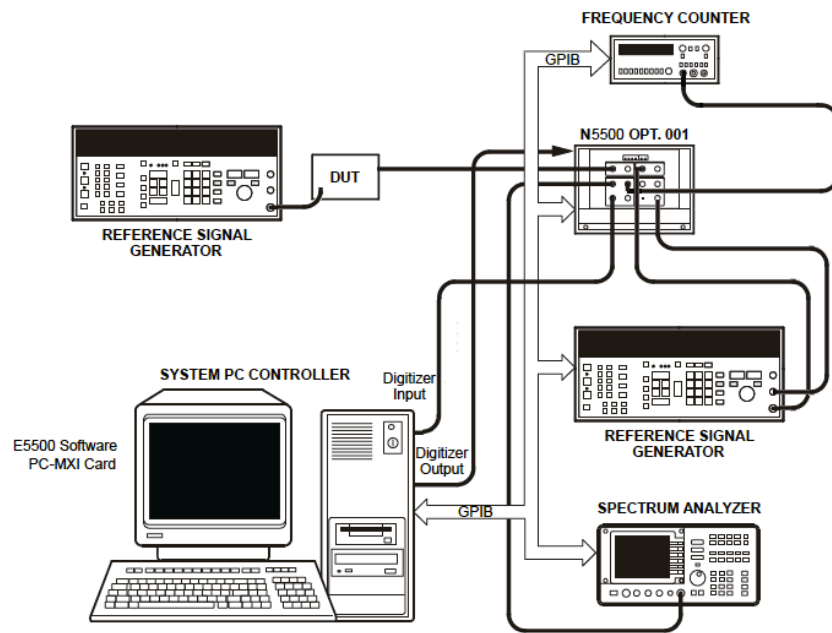 FREQUENCY COUNTER
GPIB
N5500 OPT. 001
DUT
REFERENCE SIGNAL
GENERATOR
SYSTEM PC CONTROLLER
E5500 Software
PC-MXI Card
Digitizer
Input
Digitizer
Output
GPIB
REFERENCE SIGNAL
GENERATOR
SPECTRUM ANALYZER